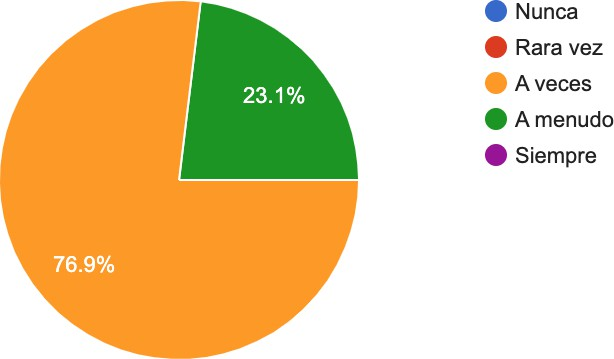 23.1%
76.9%
Nunca
Rara vez
A veces
A menudo
Siempre